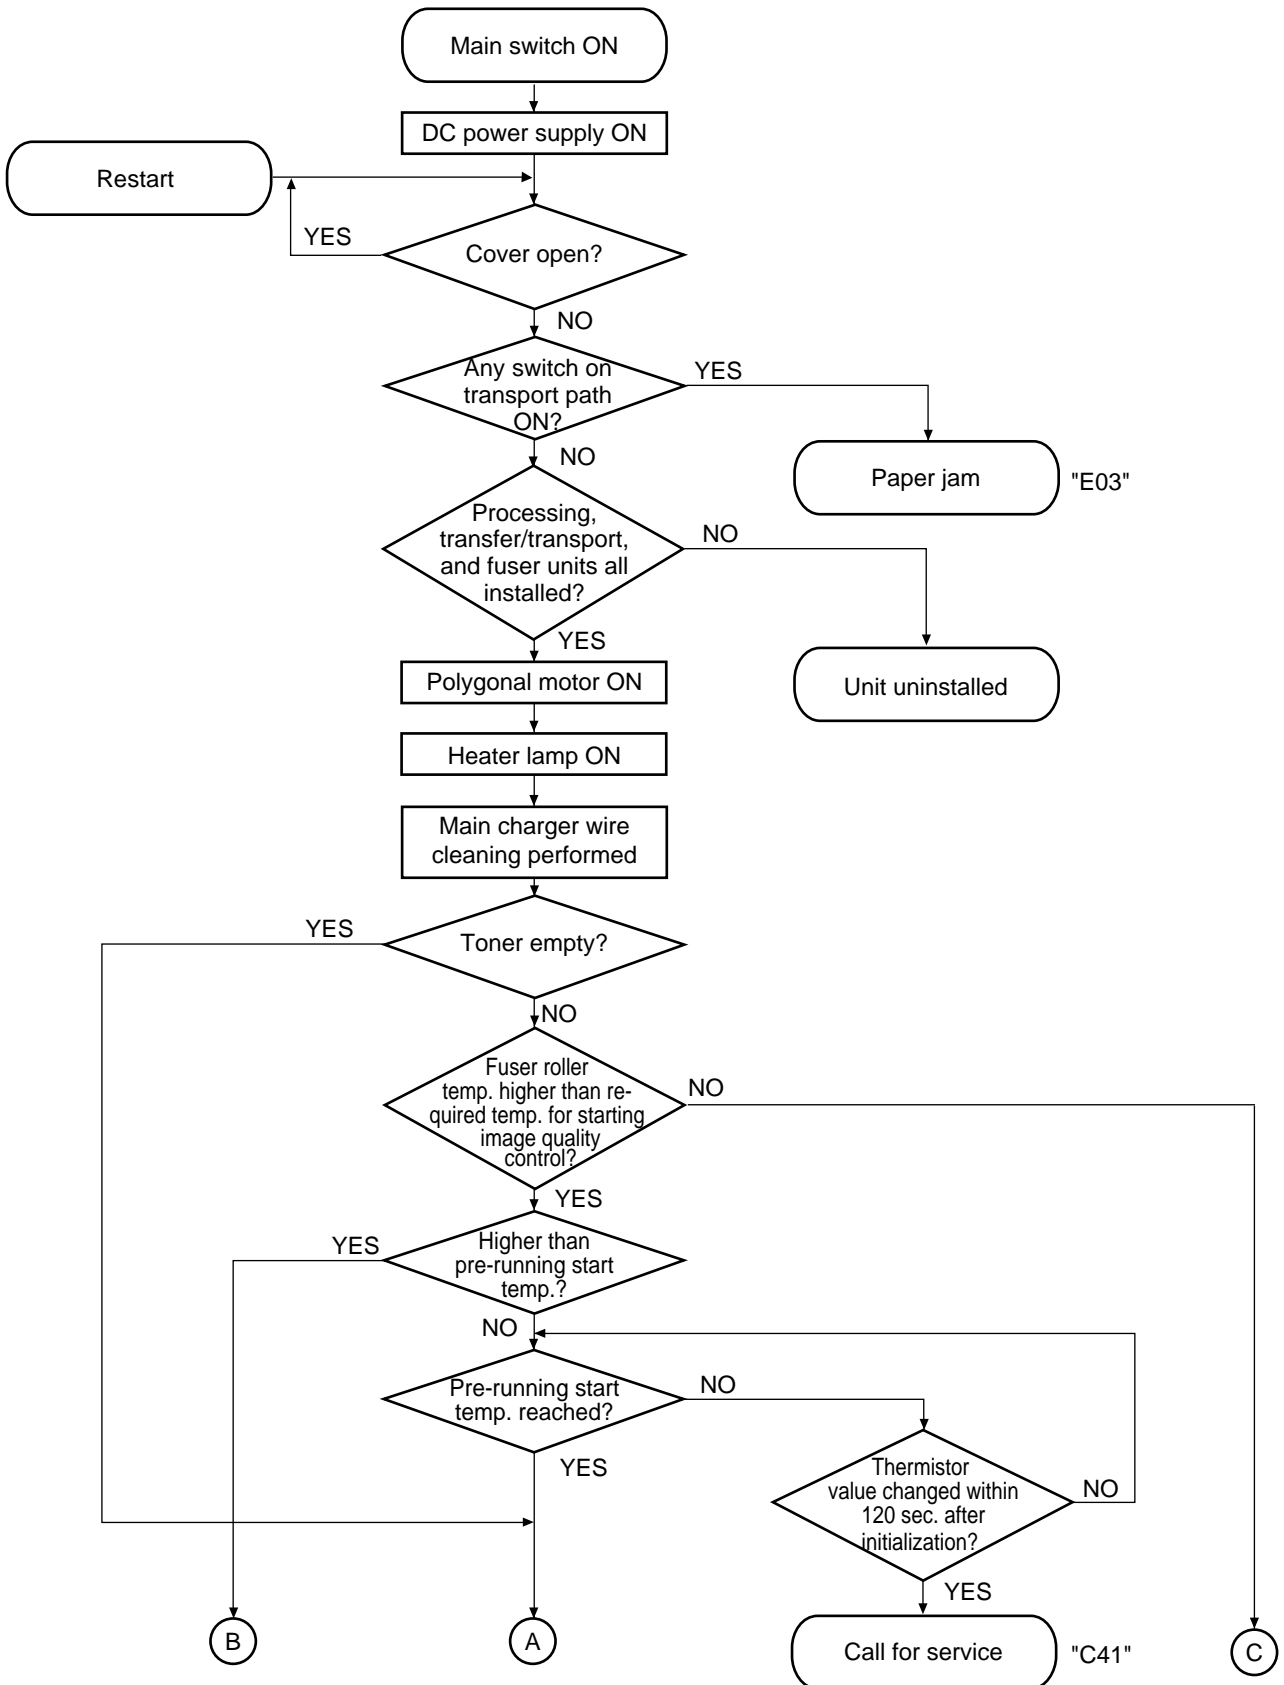 Main switch ON
DC power supply ON
Restart
YES
Cover open?
NO
Any switch on
transport path
ON?
YES
NO
Paper jam
"E03"
Processing,
transfer/transport,
and fuser units all
installed?
NO
YES
Polygonal motor ON
Unit uninstalled
Heater lamp ON
Main charger wire
cleaning performed
YES
Toner empty?
NO
Fuser roller
temp. higher than re-
quired temp. for starting
image quality
control?
NO
YES
YES
Higher than
pre-running start
temp.?
NO
Pre-running start
temp. reached?
NO
YES
Thermistor
value changed within
120 sec. after
initialization?
NO
YES
B
A
Call for service
"C41"
C